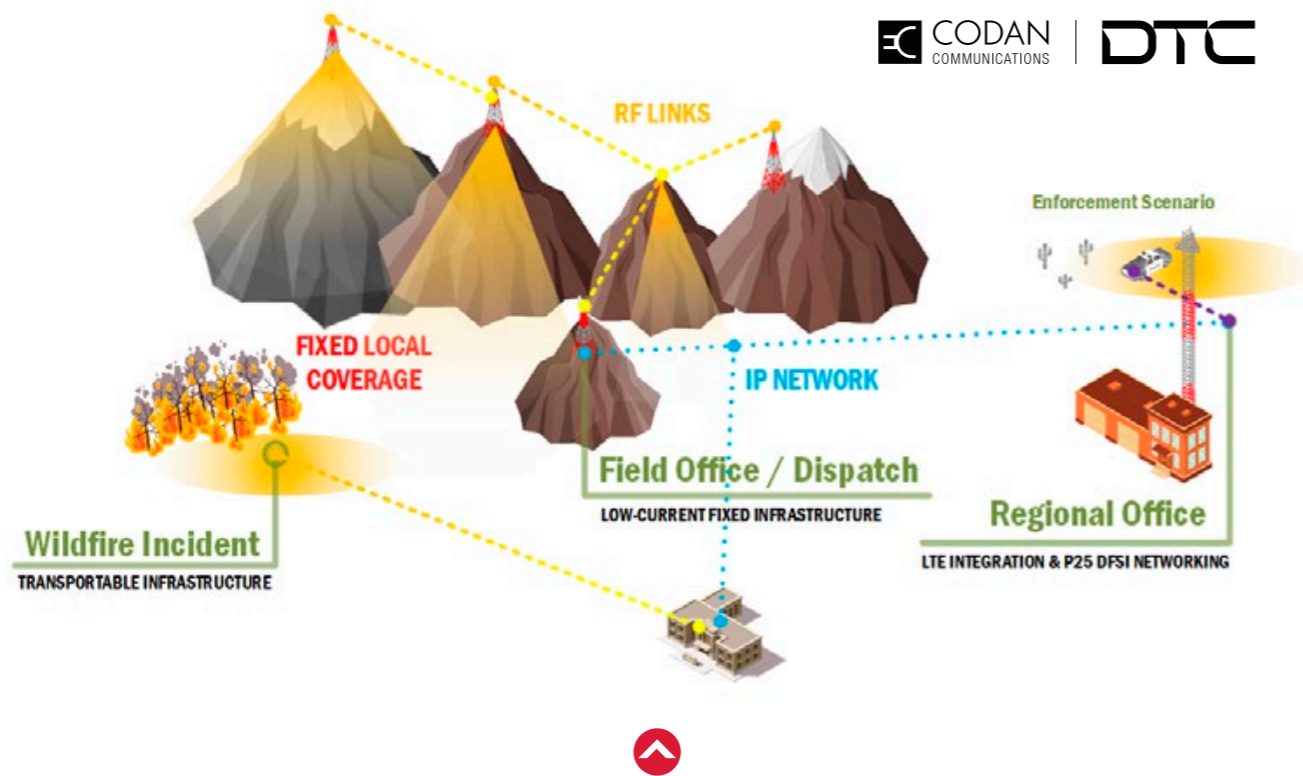 CODAN
COMMUNICATIONS
DTC
RF LINKS
Enforcement Scenario
FIXED LOCAL
COVERAGE
IP NETWORK
Field Office / Dispatch
LOW-CURRENT FIXED INFRASTRUCTURE
Regional Office
LTE INTEGRATION & P25 DFSI NETWORKING
Wildfire Incident
TRANSPORTABLE INFRASTRUCTURE